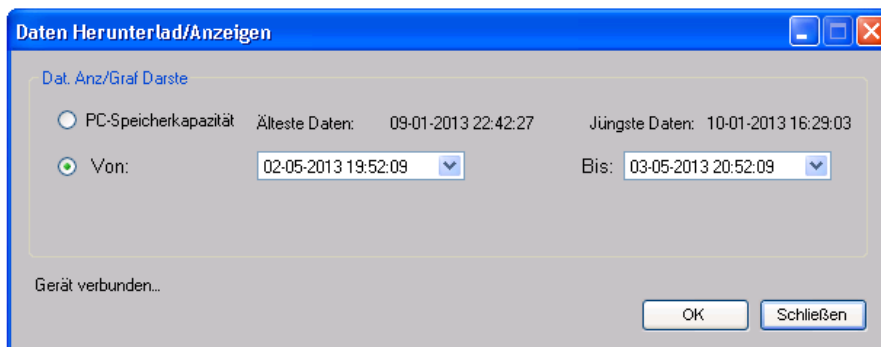 Daten Herunterlad/Anzeigen
Dat. Anz/Graf Darste
PC-Speicherkapazität Älteste Daten: 09-01-2013 22:42:27 Jüngste Daten: 10-01-2013 16:29:03
Von: 02-05-2013 19:52:09 Bis: 03-05-2013 20:52:09
Gerät verbunden...
OK Schließen